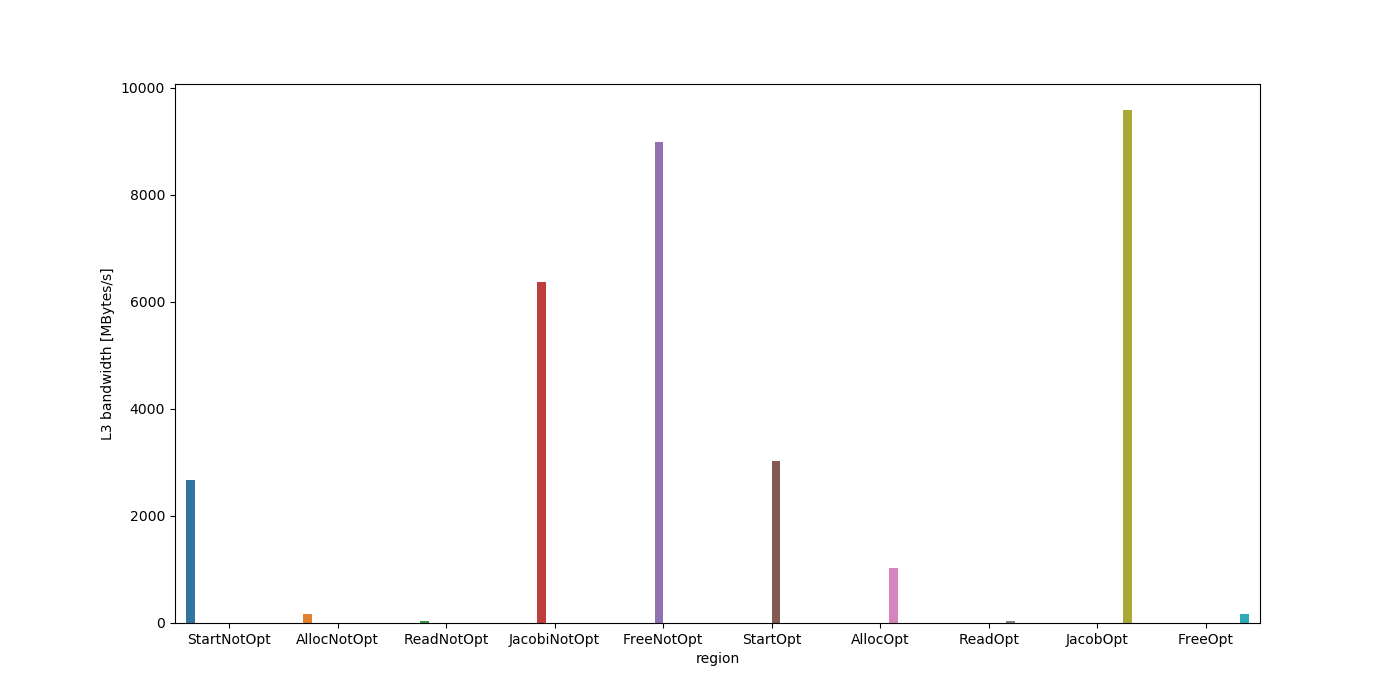 10000
8000
6000
4000
2000
0
L3 bandwidth [MBytes/s]
StartNotOpt AllocNotOpt ReadNotOpt JacobiNotOpt FreeNotOpt StartOpt AllocOpt ReadOpt JacobOpt FreeOpt
region